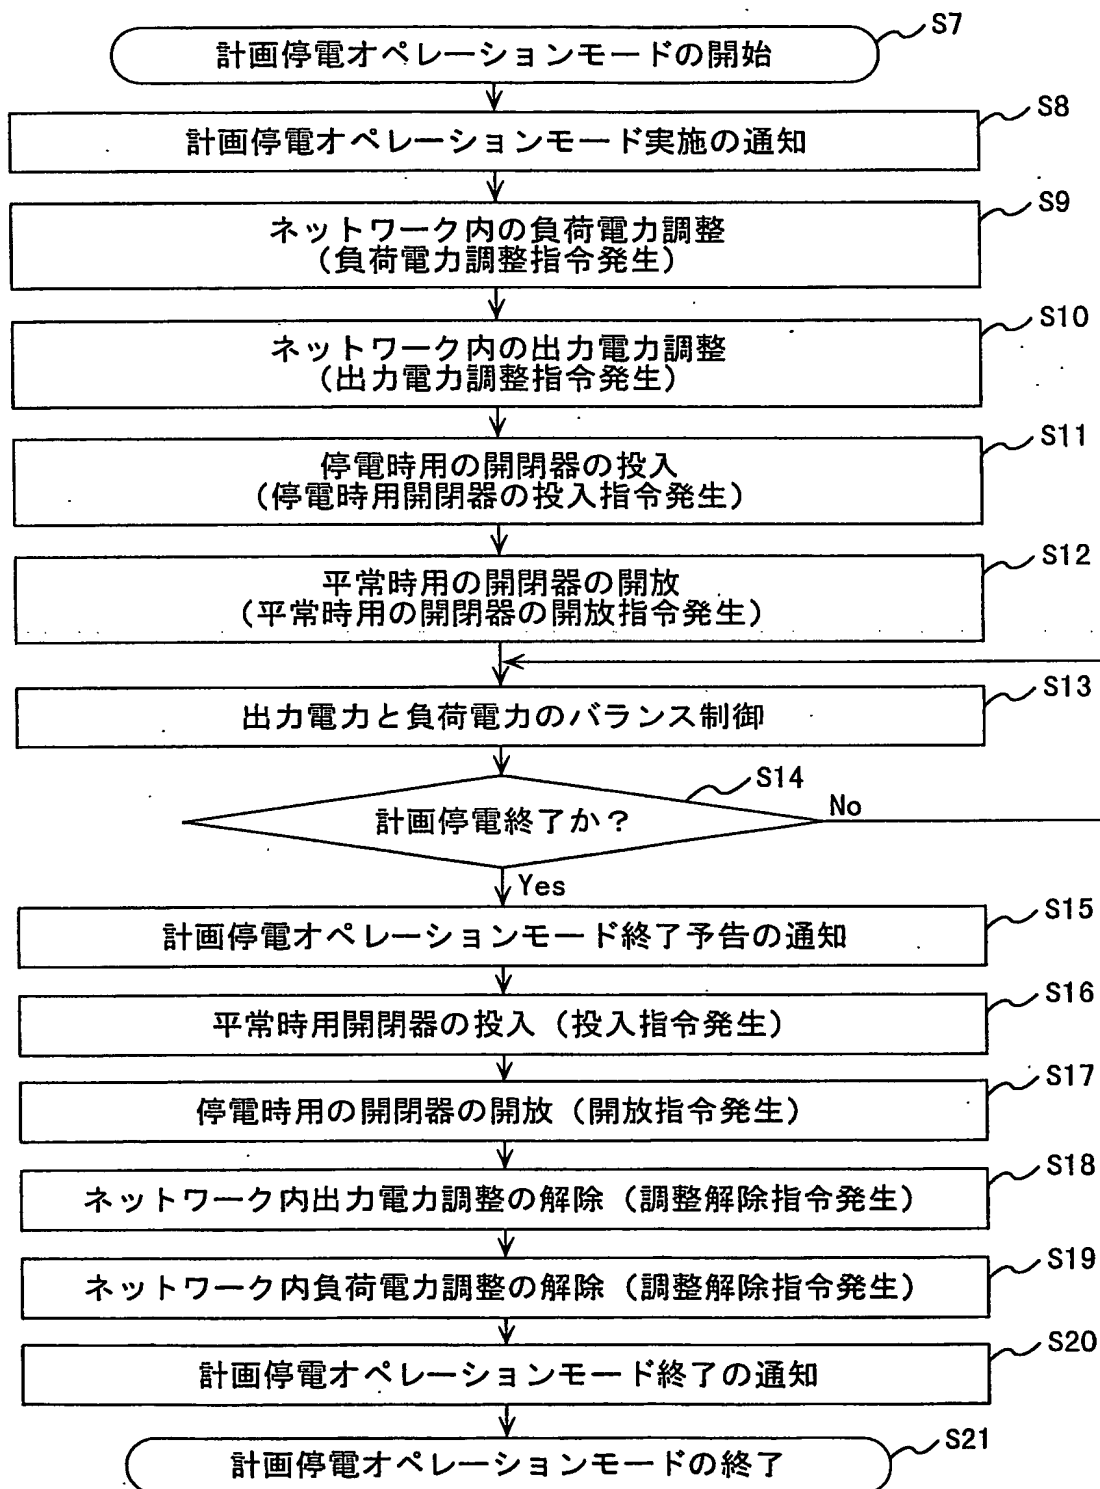 計画停電オペレーションモードの開始
S7
計画停電オペレーションモード実施の通知
S8
ネットワーク内の負荷電力調整
(負荷電力調整指令発生)
S9
ネットワーク内の出力電力調整
(出力電力調整指令発生)
S10
停電時用の開閉器の投入
(停電時用開閉器の投入指令発生)
S11
平常時用の開閉器の開放
(平常時用の開閉器の開放指令発生)
S12
出力電力と負荷電力のバランス制御
S13
計画停電終了か?
S14
No
Yes
計画停電オペレーションモード終了予告の通知
S15
平常時用開閉器の投入(投入指令発生)
S16
停電時用の開閉器の開放(開放指令発生)
S17
ネットワーク内出力電力調整の解除(調整解除指令発生)
S18
ネットワーク内負荷電力調整の解除(調整解除指令発生)
S19
計画停電オペレーションモード終了の通知
S20
計画停電オペレーションモードの終了
S21